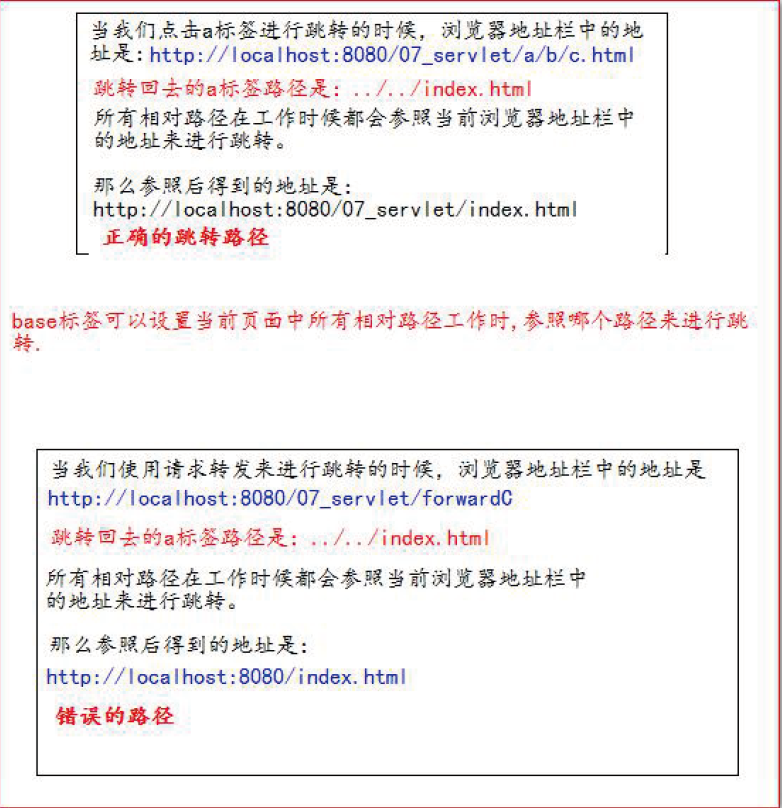 当我们点击a标签进行跳转的时候, 浏览器地址栏中的地
址是:http://localhost:8080/07_servlet/a/b/c.html
跳转回去的a标签路径是: ../../index.html
所有相对路径在工作时候都会参照当前浏览器地址栏中
的地址来进行跳转。
那么参照后得到的地址是:
http://localhost:8080/07_servlet/index.html
正确的跳转路径
base标签可以设置当前页面中所有相对路径工作时,参照哪个路径来进行跳
转.
当我们使用请求转发来进行跳转的时候, 浏览器地址栏中的地址是
http://localhost:8080/07_servlet/forwardC
跳转回去的a标签路径是: ../../index.html
所有相对路径在工作时候都会参照当前浏览器地址栏中
的地址来进行跳转。
那么参照后得到的地址是:
http://localhost:8080/index.html
错误的路径